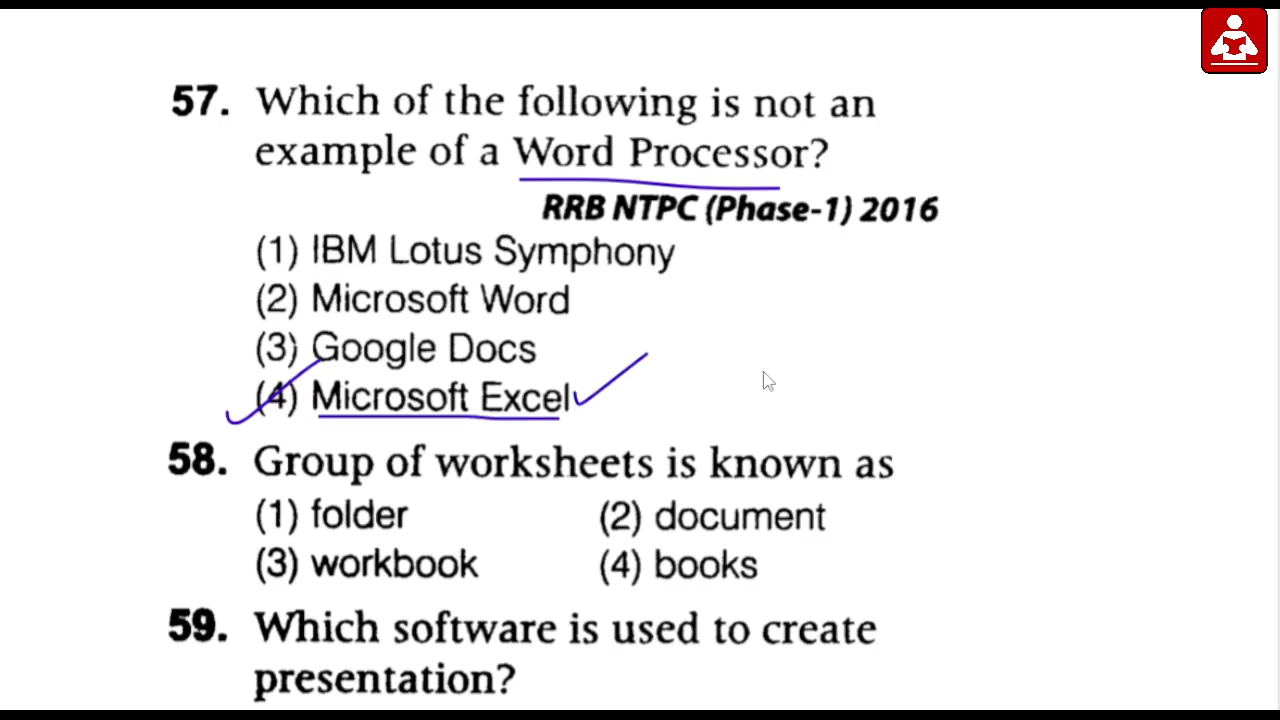 57. Which of the following is not an
example of a Word Processor?
RRB NTPC (Phase-1) 2016
(1) IBM Lotus Symphony
(2) Microsoft Word
(3) Google Docs
(4) Microsoft Excel
58. Group of worksheets is known as
(1) folder (2) document
(3) workbook (4) books
59. Which software is used to create
presentation?